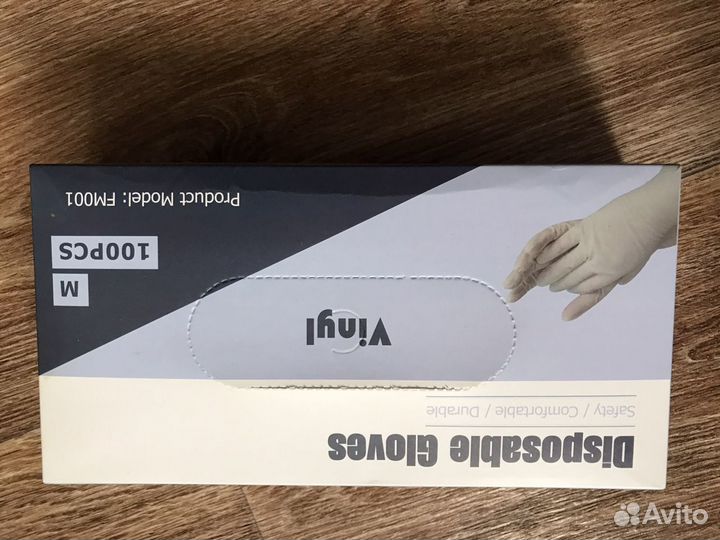 Disposable Gloves
Safety / Comfortable / Durable
Vinyl
M
100PCS
Product Model: FM001
Avito